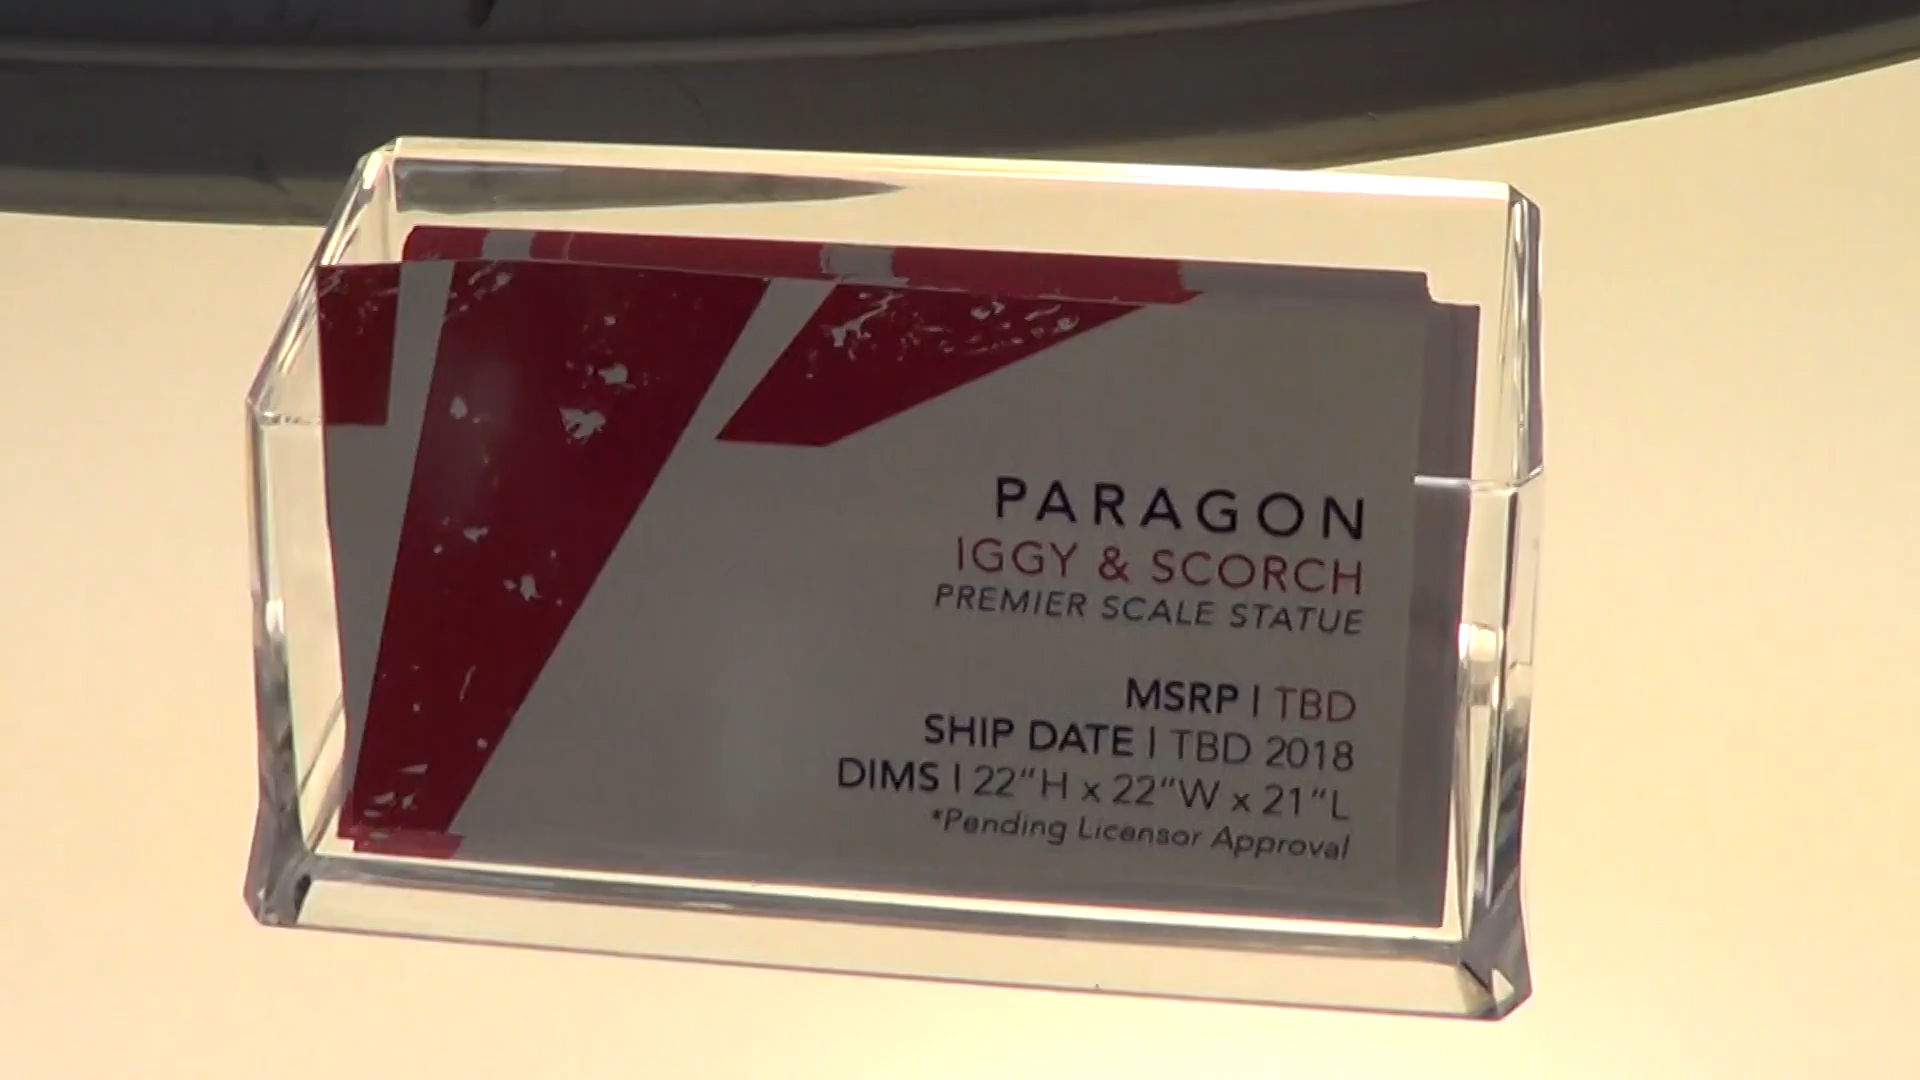 PARAGON
IGGY & SCORCH
PREMIER SCALE STATUE
MSRP | TBD
SHIP DATE | TBD 2018
DIMS | 22“H x 22“W x 21“L
*Pending Licensor Approval